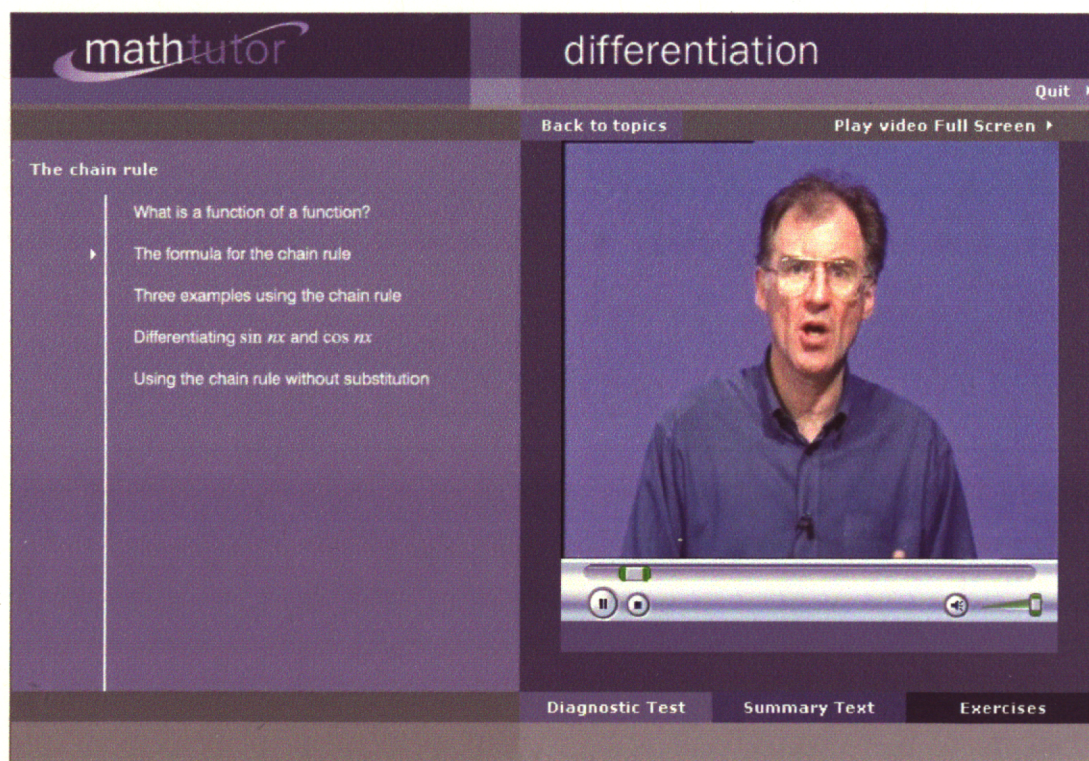 mathtutor
differentiation
Quit
Back to topics
Play video Full Screen
The chain rule
What is a function of a function?
The formula for the chain rule
Three examples using the chain rule
Differentiating sin nx and cos nx
Using the chain rule without substitution
Diagnostic Test
Summary Text
Exercises